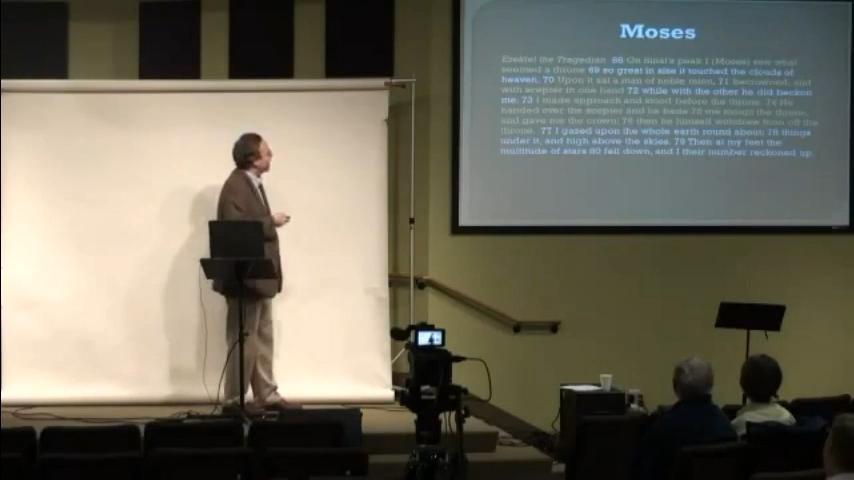 Moses
Ezekiel the Tragedian 68 On Sinai's peak I (Moses) saw what
seemed a throne 69 so great in size it touched the clouds of
heaven. 70 Upon it sat a man of noble mien, 71 becrowned, and
with scepter in one hand 72 while with the other he did beckon
me. 73 I made approach and stood before the throne. 74 He
handed over the scepter and he bade 75 me mount the throne,
and gave me the crown; 76 then he himself withdrew from off the
throne. 77 I gazed upon the whole earth round about; 78 things
under it, and high above the skies. 79 Then at my feet the
multitude of stars 80 fell down, and I their number reckoned up.